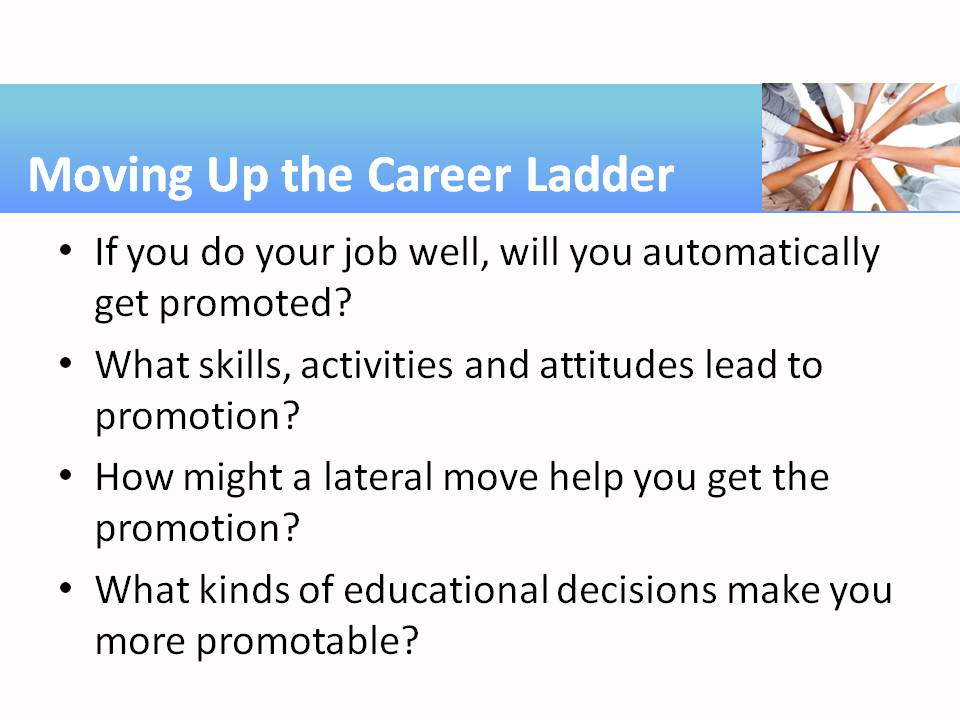 Moving Up the Career Ladder
• If you do your job well, will you automatically
get promoted?
• What skills, activities and attitudes lead to
promotion?
• How might a lateral move help you get the
promotion?
• What kinds of educational decisions make you
more promotable?